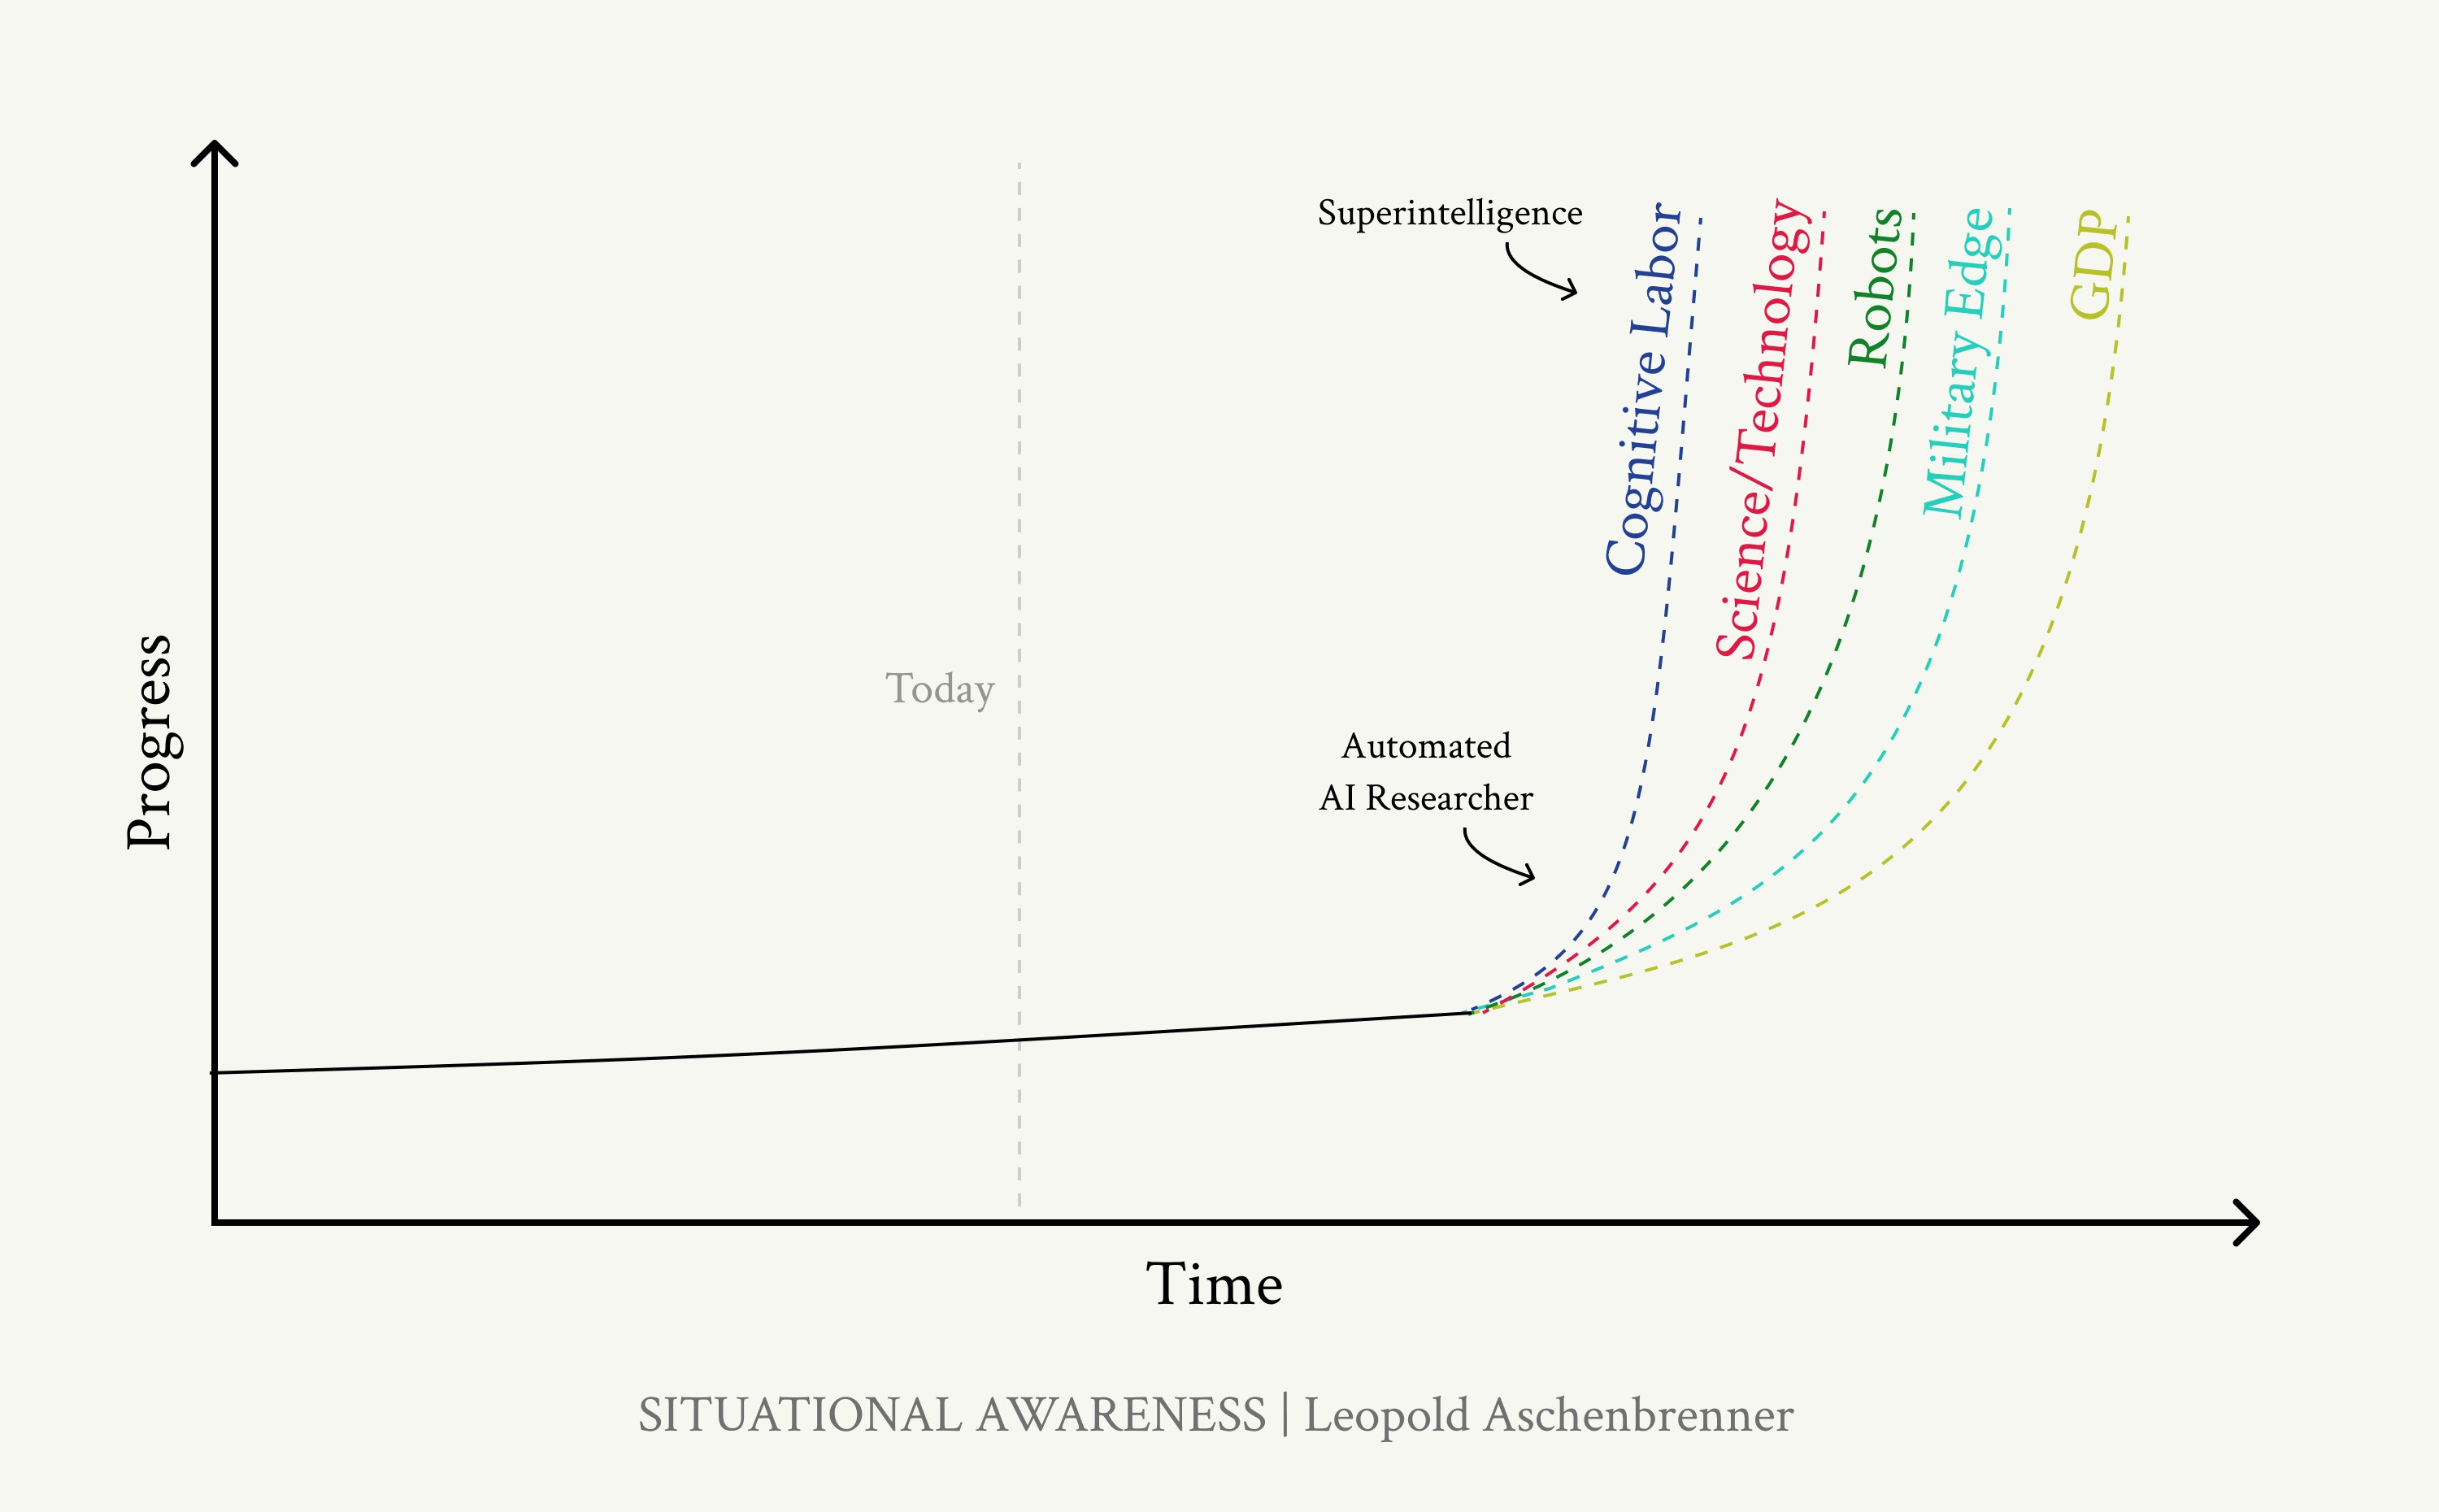 Superintelligence
Cognitive Labor
Science/Technology
Robots
Military Edge
GDP
Progress
Today
Automated
AI Researcher
Time
SITUATIONAL AWARENESS | Leopold Aschenbrenner